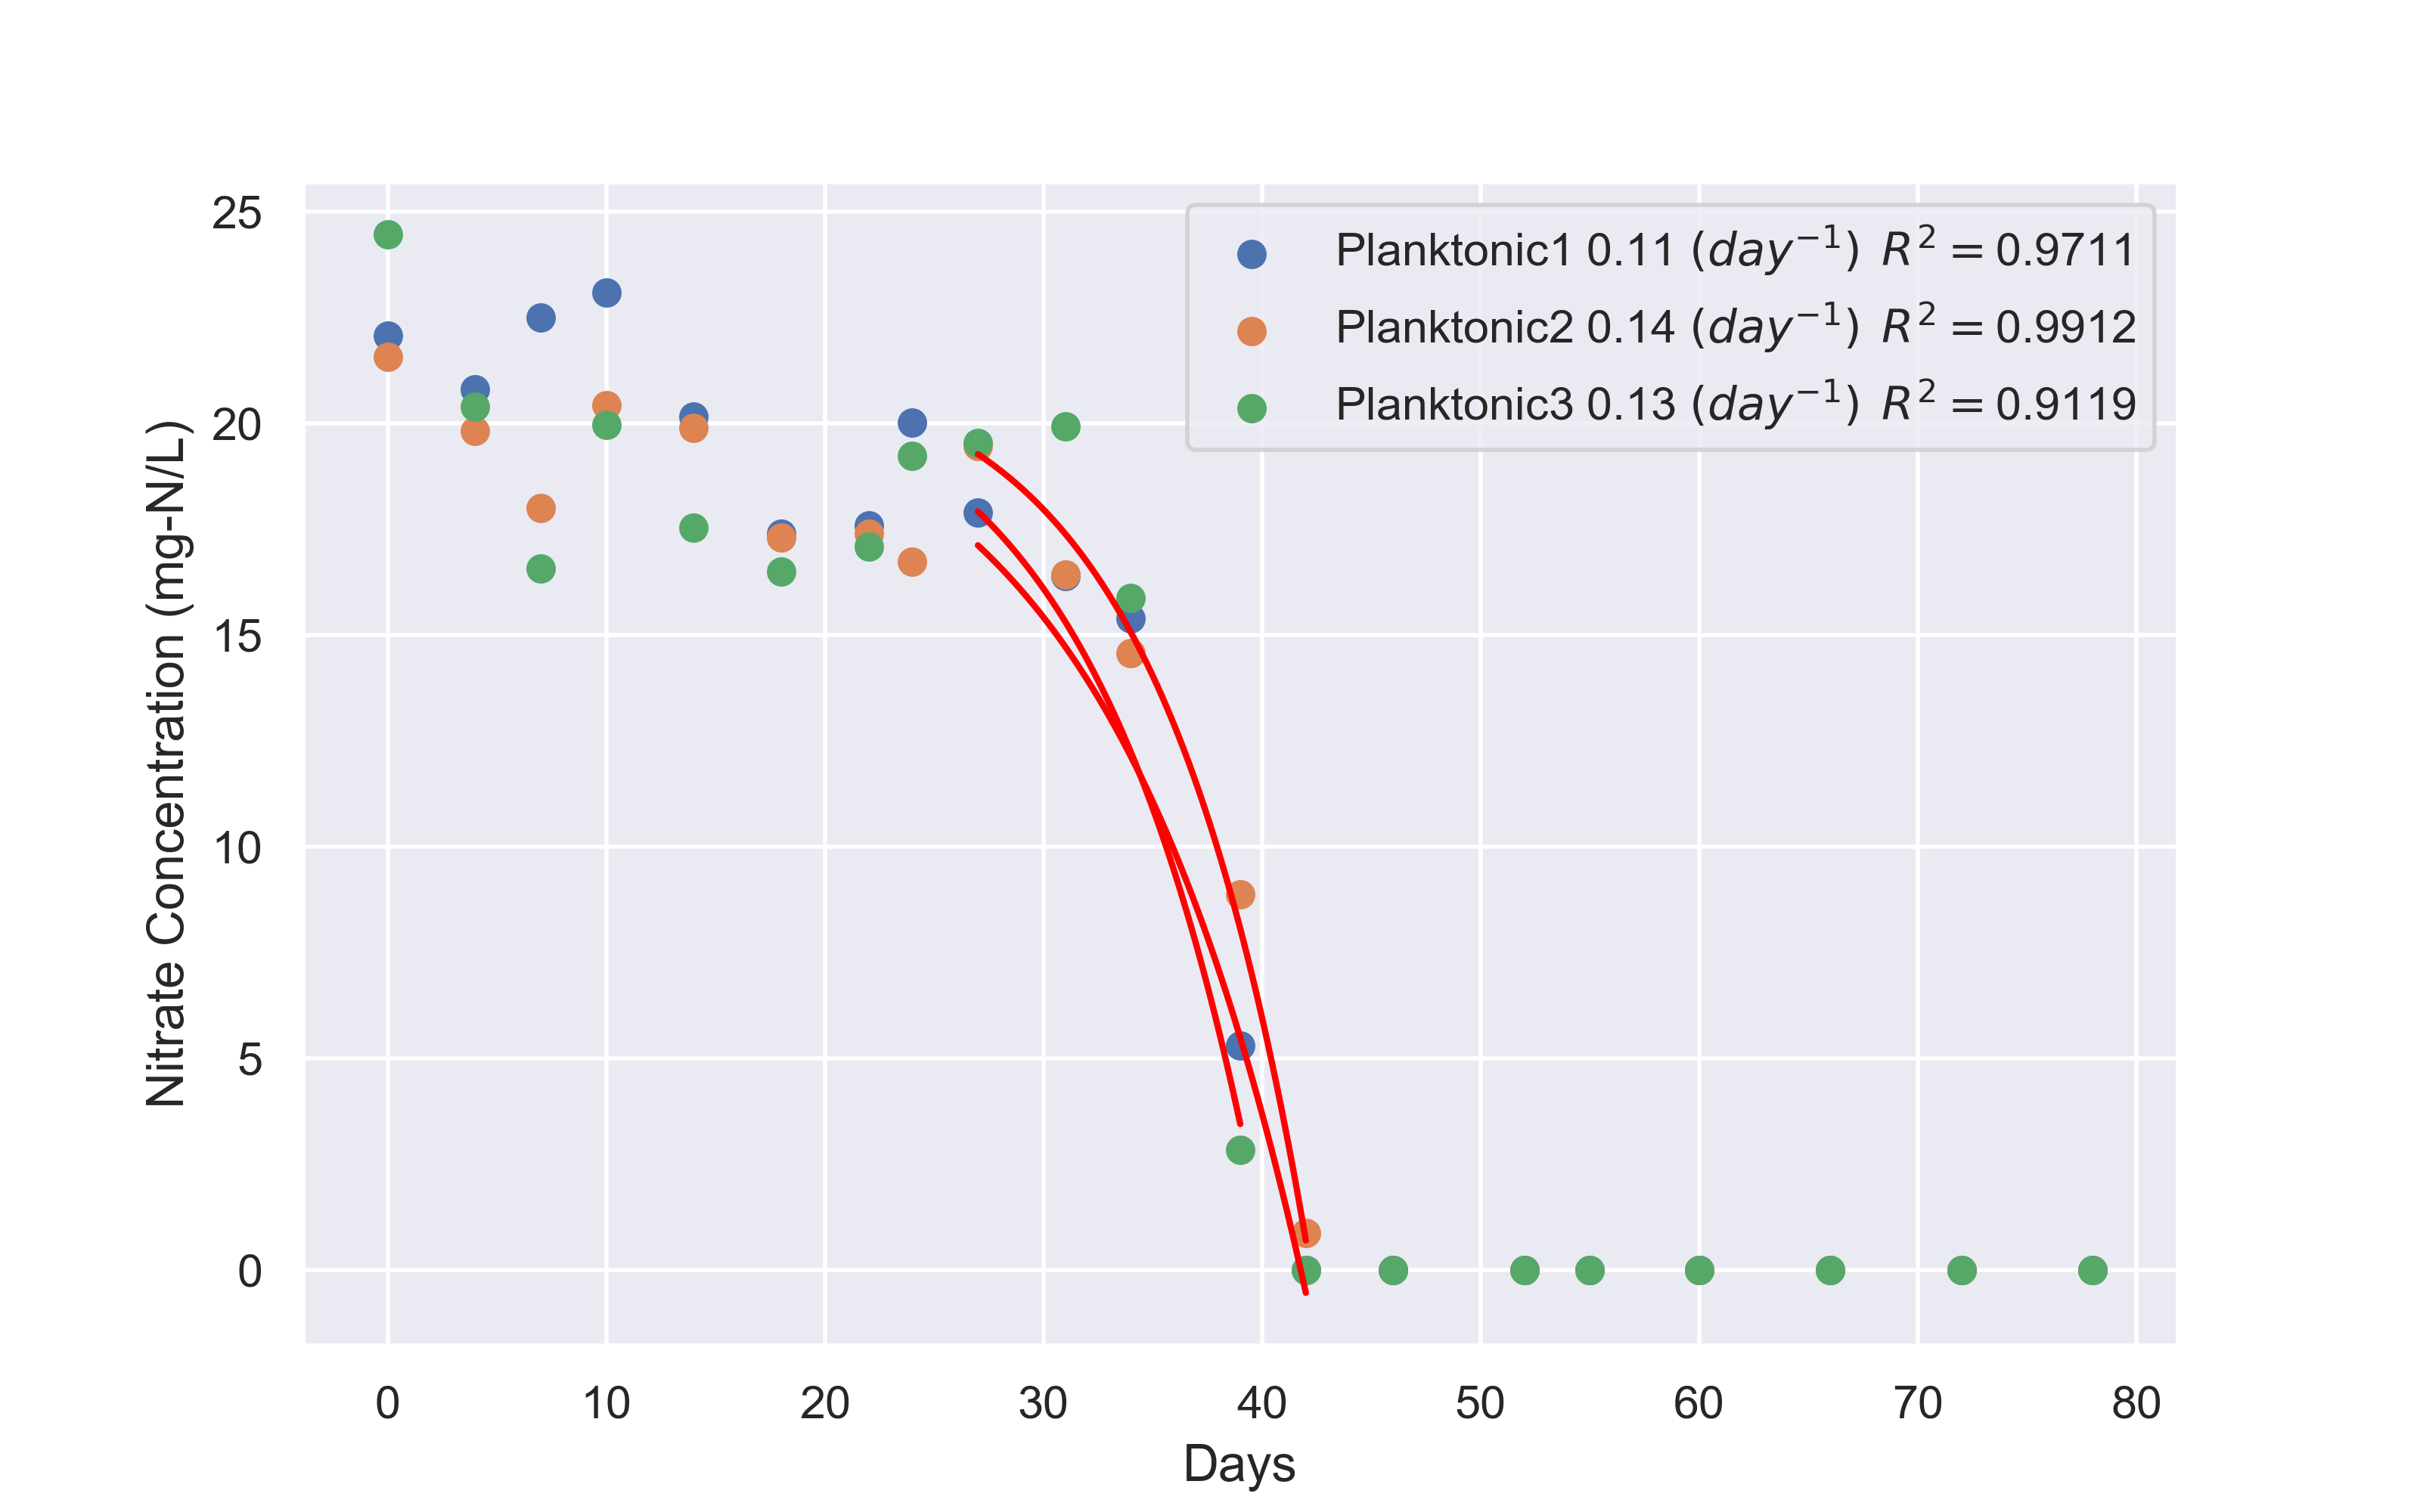 Planktonic1 0.11 (day⁻¹) R² = 0.9711
Planktonic2 0.14 (day⁻¹) R² = 0.9912
Planktonic3 0.13 (day⁻¹) R² = 0.9119
Nitrate Concentration (mg-N/L)
25
20
15
10
5
0
0 10 20 30 40 50 60 70 80
Days